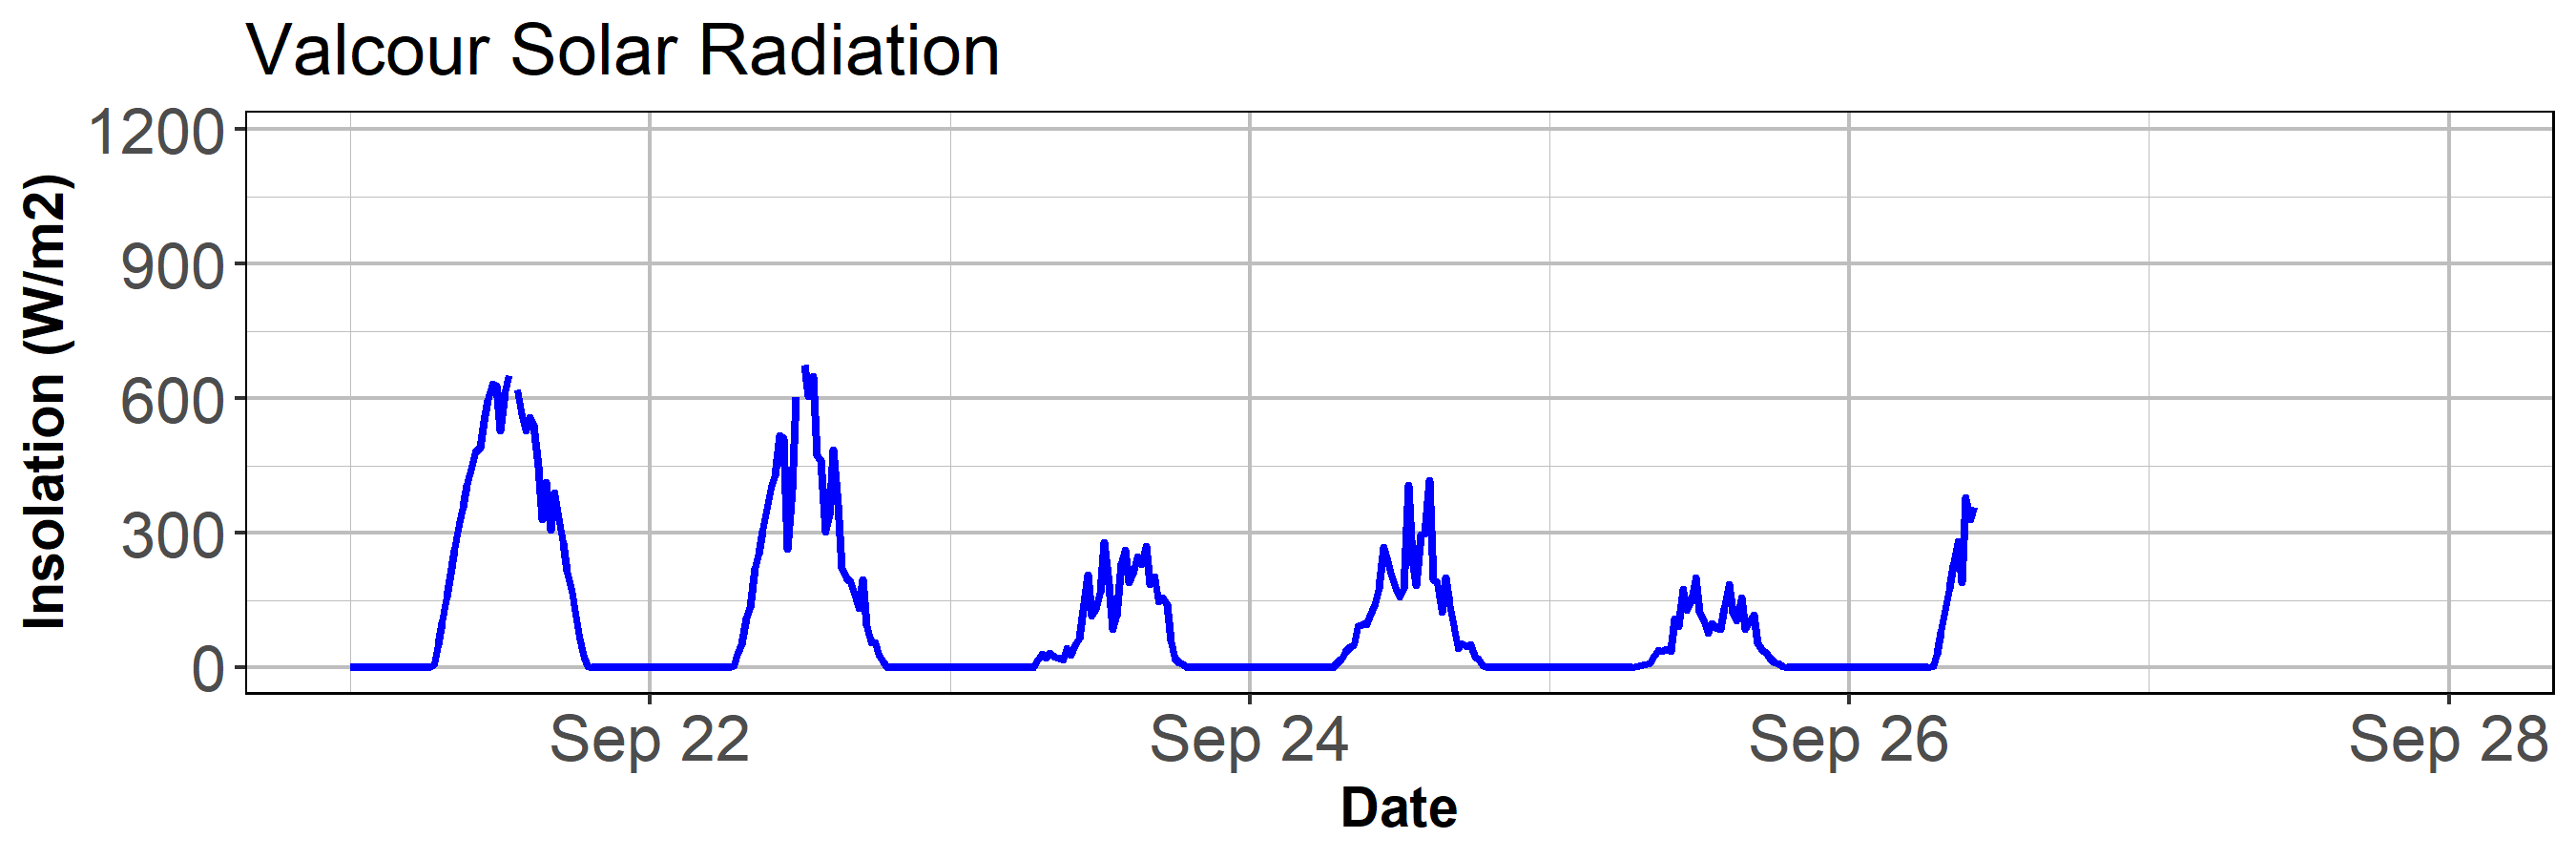 Valcour Solar Radiation
1200
900
600
300
0
Insolation (W/m2)
Sep 22
Sep 24
Sep 26
Sep 28
Date